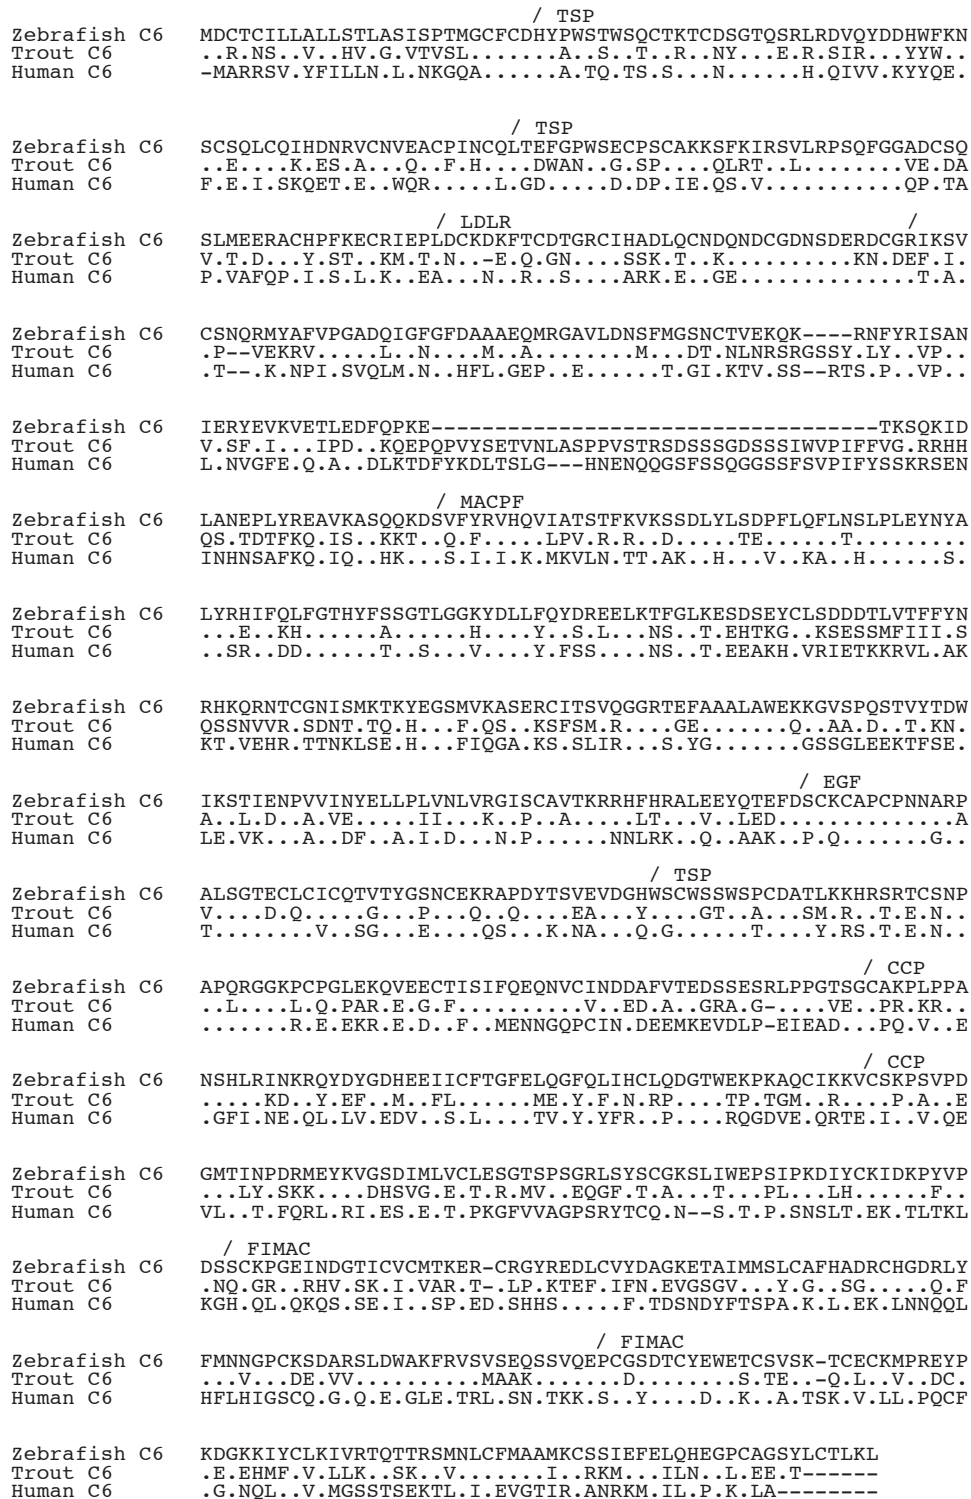 / TSP
Zebrafish C6 MDCTCILLALLSTLASISPTMGCFCDHYPWSTWSQCTKTCDSGTQSRLRDVQYDDHWFKN
Trout C6 ..R.NS..V..HV.G.VTVSL.......A...S..T...R..NY...E.R.SIR...YYW..
Human C6 -MARRSV.YFILLN.L.NKGQA......A.TQ.TS.S...N.......H.QIVV.KYYQE.
/ TSP
Zebrafish C6 SCSQLCQIHDNRVCNVEACPINCQLTEFGPWSECPSCAKKSFKIRSVLRPSQFGGADCSQ
Trout C6 ..E....K.ES.A...Q..F.H....DWAN..G.SP....QLRT..L.......VE.DA
Human C6 F.E.I.SKQET.E..WQR.....L.GD.....D.DP.IE.QS.V...........QP.TA
/ LDLR /
Zebrafish C6 SLMEERACHPFKECRIEPLDCKDKFTCDTGRCIHADLQCNDQNDCGDNSDERDCGRIKSV
Trout C6 V.T.D...Y.ST..KM.T.N..-E.Q.GN....SSK.T..K...........KN.DEF.I.
Human C6 P.VAFQP.I.S.L.K..EA...N..R..S....ARK.E..GE.............T.A.
Zebrafish C6 CSNQRMYAFVPGADQIGFGFDAAAEQMRGAVLDNSFMGSNCTVEKQK----RNFYRISAN
Trout C6 .P--VEKRV.....L..N....M..A........M...DT.NLNRSRGSSY.LY..VP..
Human C6 .T--.K.NPI.SVQLM.N..HFL.GEP..E......T.GI.KTV.SS--RTS.P..VP..
Zebrafish C6 IERYEVKVETLEDFQPKE---------------------------------TKSQKID
Trout C6 V.SF.I...IPD..KQEPQPVYSETVNLASPPVSTRSDSSSGDSSSIWVPIFFVG.RRHH
Human C6 L.NVGFE.Q.A..DLKTDFYKDLTSLG---HNENQQGSFSSQGGSSFSVPIFYSSKRSEN
/ MACPF
Zebrafish C6 LANEPLYREAVKASQQKDSVFYRVHQVIATSTFKVKSSDLYLSDPFLQFLNSLPLEYNYA
Trout C6 QS.TDTFKQ.IS..KKT..Q.F.....LPV.R.R..D.....TE......T.........
Human C6 INHNSAFKQ.IQ..HK...S.I.I.K.MKVLN.TT.AK..H...V..KA..H......S.
Zebrafish C6 LYRHIFQLFGTHYFSSGTLGGKYDLLFQYDREELKTFGLKESDSEYCLSDDDTLVTFFYN
Trout C6 ...E..KH......A......H....Y..S.L...NS..T.EHTKG..KSESSMFIII.S
Human C6 ..SR..DD......T..S...V....Y.FSS....NS..T.EEAKH.VRIETKKRVL.AK
Zebrafish C6 RHKQRNTCGNISMKTKYEGSMVKASERCITSVQGGRTEFAAALAWEKKGVSPQSTVYTDW
Trout C6 QSSNVVR.SDNT.TQ.H...F.QS..KSFSM.R....GE.......Q..AA.D..T.KN.
Human C6 KT.VEHR.TTNKLSE.H...FIQGA.KS.SLIR...S.YG.......GSSGLEEKTFSE.
/ EGF
Zebrafish C6 IKSTIENPVVINYELLPLVNLVRGISCAVTKRRHFHRALEEYQTEFDSCKCAPCPNNARP
Trout C6 A..L.D..A.VE.....II...K..P..A....LT...V..LED..............A
Human C6 LE.VK...A..DF..A.I.D...N.P......NNLRK..Q..AAK..P.Q........G..
/ TSP
Zebrafish C6 ALSGTECLCICQTVTYGSNCEKRAPDYTSVEVDGHWSCWSSWSPCDATLKKHRSRTCSNP
Trout C6 V....D.Q.....G...P...Q..Q....EA...Y....GT..A...SM.R..T.E.N..
Human C6 T........V..SG...E....QS...K.NA...Q.G......T....Y.RS.T.E.N..
/ CCP
Zebrafish C6 APQRGGKPCPGLEKQVEECTISIFQEQNVCINDDAFVTEDSSESRLPPGTSGCAKPLPPA
Trout C6 ..L....L.Q.PAR.E.G.F...........V..ED.A..GRA.G-....VE..PR.KR..
Human C6 .......R.E.EKR.E.D..F..MENNGQPCIN.DEEMKEVDLP-EIEAD...PQ.V..E
/ CCP
Zebrafish C6 NSHLRINKRQYDYGDHEEIICFTGFELQGFQLIHCLQDGTWEKPKAQCIKKVCSKPSVPD
Trout C6 .....KD..Y.EF..M..FL......ME.Y.F.N.RP....TP.TGM..R....P.A..E
Human C6 .GFI.NE.QL.LV.EDV..S.L....TV.Y.YFR..P....RQGDVE.QRTE.I..V.QE
Zebrafish C6 GMTINPDRMEYKVGSDIMLVCLESGTSPSGRLSYSCGKSLIWEPSIPKDIYCKIDKPYVP
Trout C6 ...LY.SKK....DHSVG.E.T.R.MV..EQGF.T.A...T...PL...LH......F..
Human C6 VL..T.FQRL.RI.ES.E.T.PKGFVVAGPSRYTCQ.N--S.T.P.SNSLT.EK.TLTKL
/ FIMAC
Zebrafish C6 DSSCKPGEINDGTICVCMTKER-CRGYREDLCVYDAGKETAIMMSLCAFHADRCHGDRLY
Trout C6 .NQ.GR..RHV.SK.I.VAR.T-.LP.KTEF.IFN.EVGSGV...Y.G..SG.....Q.F
Human C6 KGH.QL.QKQS.SE.I..SP.ED.SHHS.....F.TDSNDYFTSPA.K.L.EK.LNNQQL
/ FIMAC
Zebrafish C6 FMNNGPCKSDARSLDWAKFRVSVSEQSSVQEPCGSDTCYEWETCSVSK-TCECKMPREYP
Trout C6 ...V...DE.VV..........MAAK.......D.........S.TE..-Q.L..V..DC.
Human C6 HFLHIGSCQ.G.Q.E.GLE.TRL.SN.TKK.S..Y....D..K..A.TSK.V.LL.PQCF
Zebrafish C6 KDGKKIYCLKIVRTQTTRSMNLCFMAAMKCSSIEFELQHEGPCAGSYLCTLKL
Trout C6 .E.EHMF.V.LLK..SK..V.......I..RKM...ILN..L.EE.T------
Human C6 .G.NQL..V.MGSSTSEKTL.I.EVGTIR.ANRKM.IL.P.K.LA--------